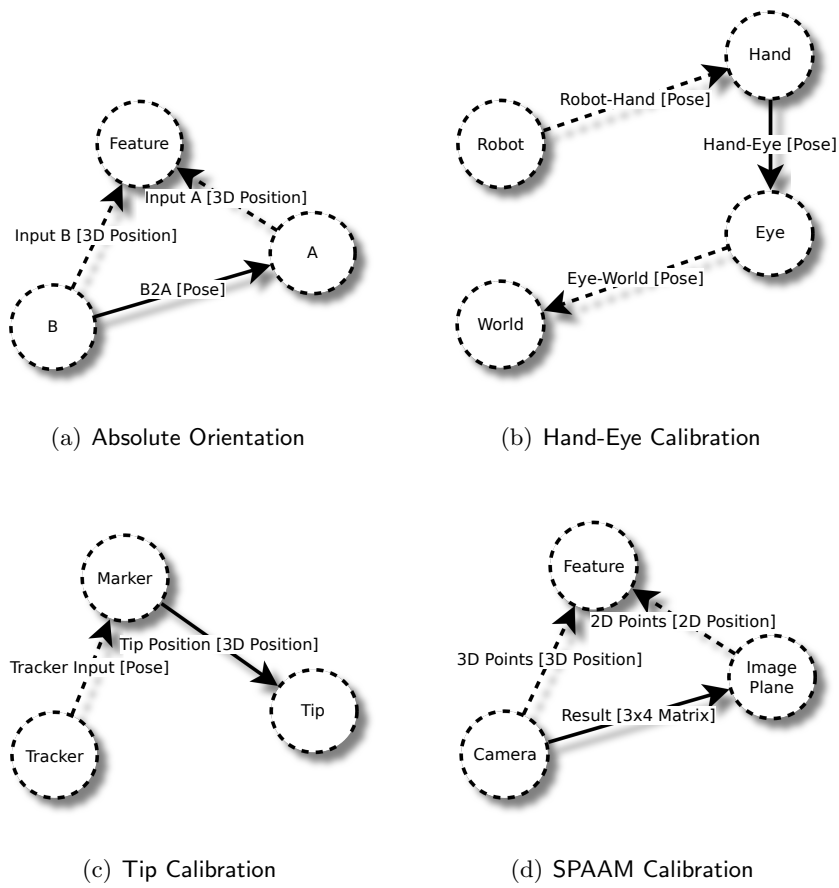 Feature
Input A [3D Position]
Input B [3D Position]
A
B2A [Pose]
B
(a) Absolute Orientation
Hand
Robot-Hand [Pose]
Robot
Hand-Eye [Pose]
Eye
Eye-World [Pose]
World
(b) Hand-Eye Calibration
Marker
Tip Position [3D Position]
Tracker Input [Pose]
Tip
Tracker
(c) Tip Calibration
Feature
2D Points [2D Position]
3D Points [3D Position]
Image
Plane
Result [3x4 Matrix]
Camera
(d) SPAAM Calibration